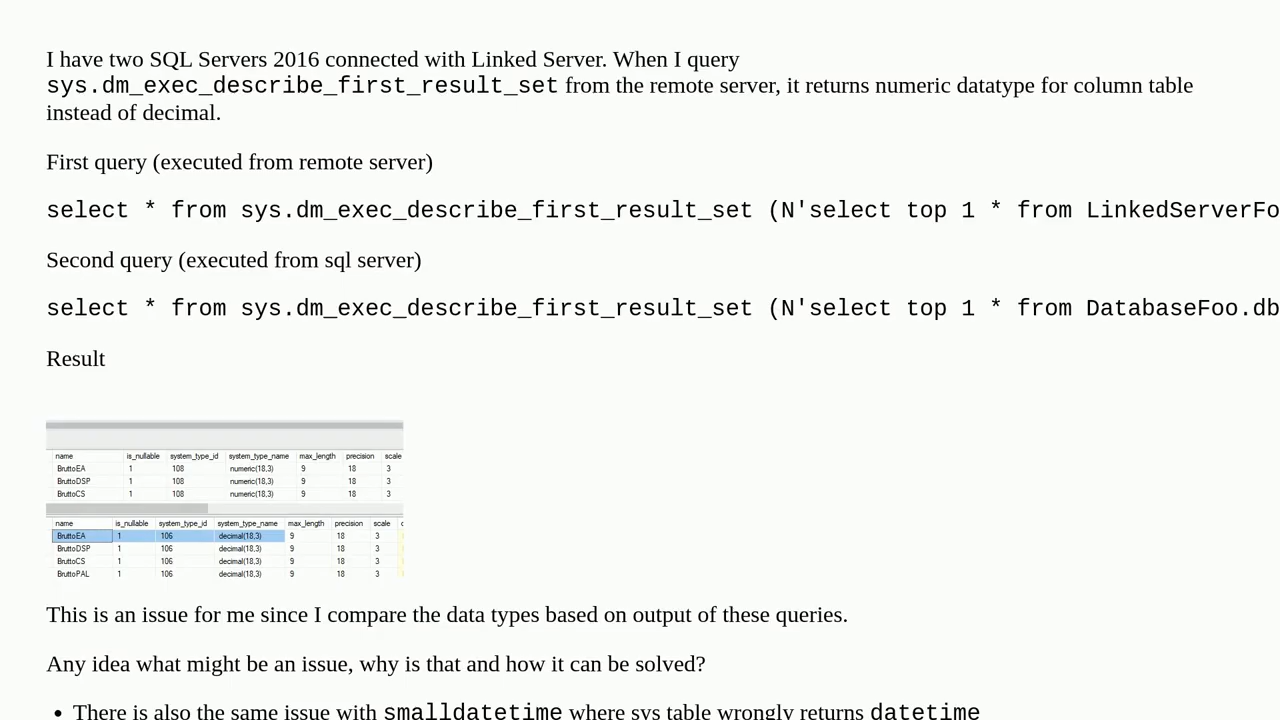 I have two SQL Servers 2016 connected with Linked Server. When I query
sys.dm_exec_describe_first_result_set from the remote server, it returns numeric datatype for column table
instead of decimal.
First query (executed from remote server)
select * from sys.dm_exec_describe_first_result_set (N'select top 1 * from LinkedServerFo
Second query (executed from sql server)
select * from sys.dm_exec_describe_first_result_set (N'select top 1 * from DatabaseFoo.db
Result
name is_nullable system_type_id system_type_name max_length precision scale
BruttoEA 1 108 numeric(18,3) 9 18 3
BruttoDSP 1 108 numeric(18,3) 9 18 3
BruttoCS 1 108 numeric(18,3) 9 18 3
name is_nullable system_type_id system_type_name max_length precision scale
BruttoEA 1 106 decimal(18,3) 9 18 3
BruttoDSP 1 106 decimal(18,3) 9 18 3
BruttoCS 1 106 decimal(18,3) 9 18 3
BruttoPAL 1 106 decimal(18,3) 9 18 3
This is an issue for me since I compare the data types based on output of these queries.
Any idea what might be an issue, why is that and how it can be solved?
• There is also the same issue with smalldatetime where sys table wrongly returns datetime